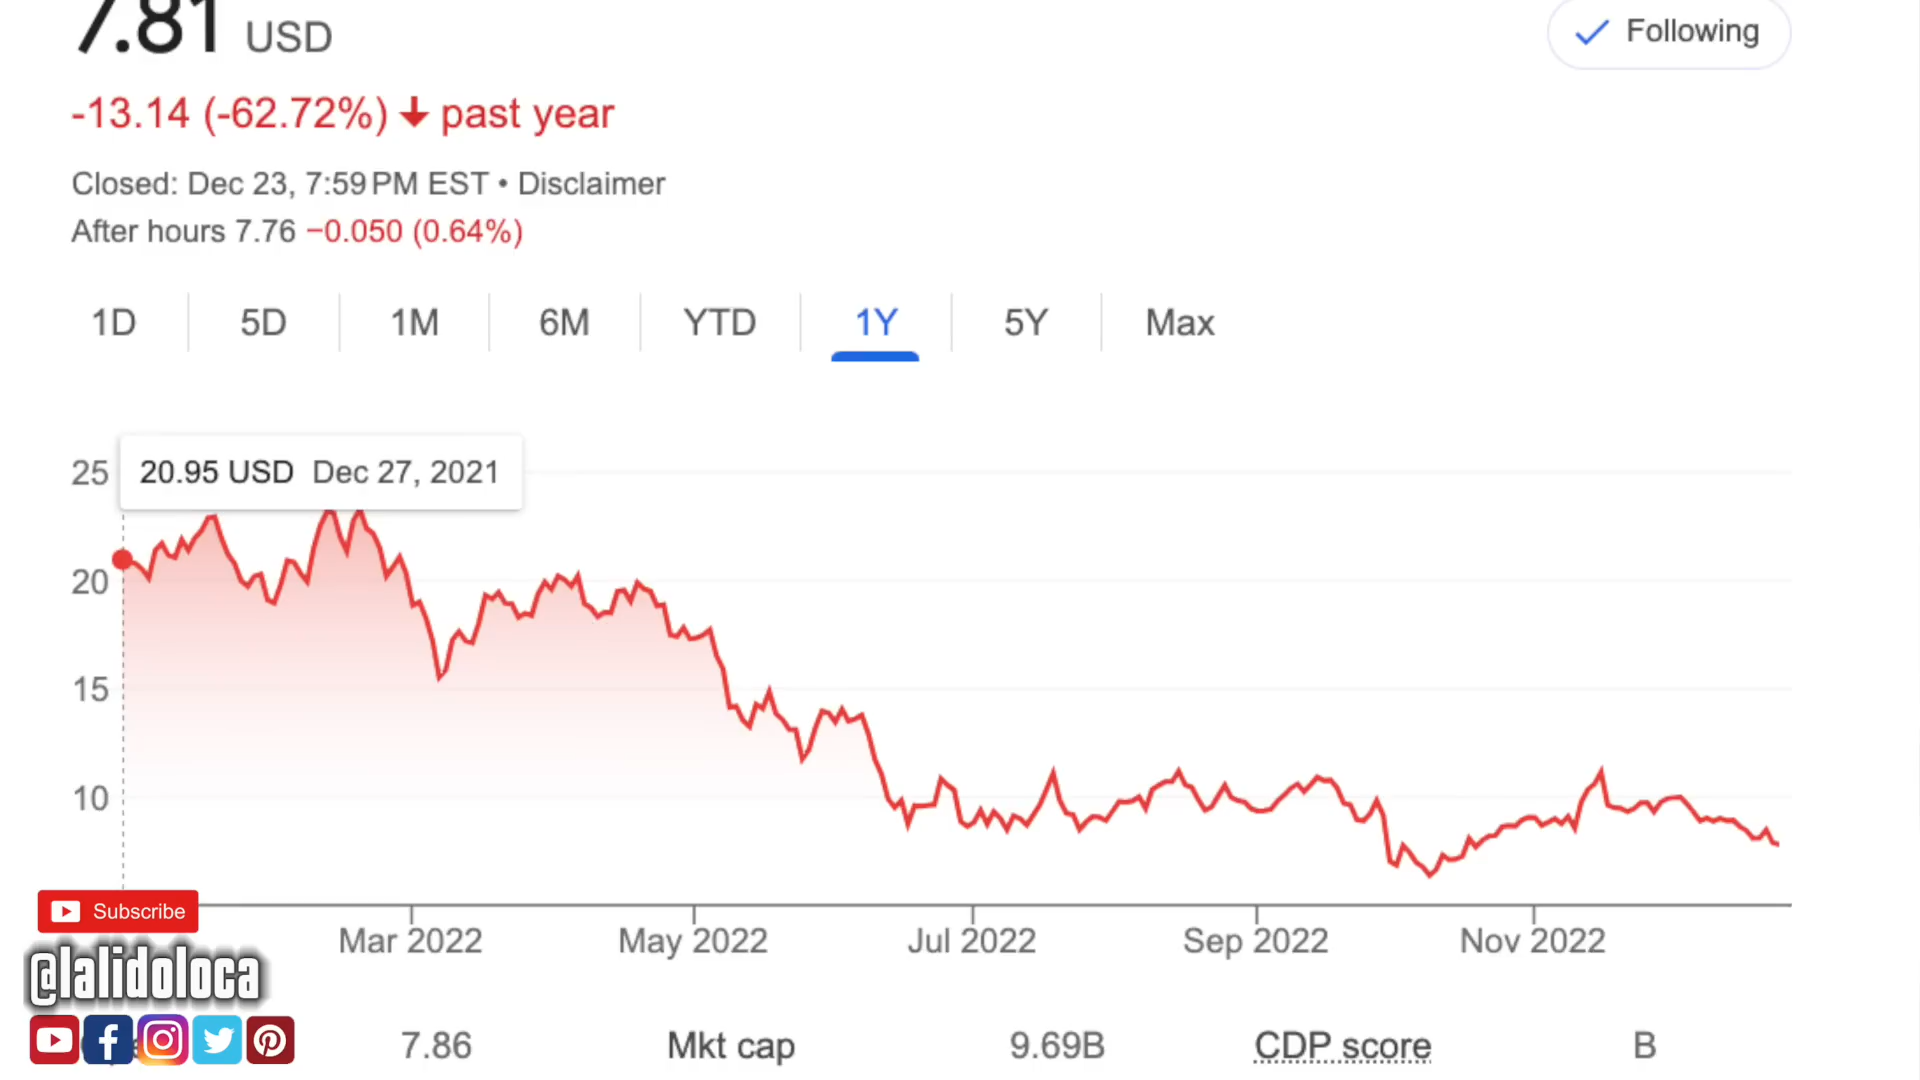 7.81 USD
Following
-13.14 (-62.72%) ↓ past year
Closed: Dec 23, 7:59 PM EST • Disclaimer
After hours 7.76 −0.050 (0.64%)
1D 5D 1M 6M YTD 1Y 5Y Max
25
20.95 USD Dec 27, 2021
20
15
10
Subscribe
Mar 2022 May 2022 Jul 2022 Sep 2022 Nov 2022
@lalidoloca
7.86 Mkt cap 9.69B CDP score B